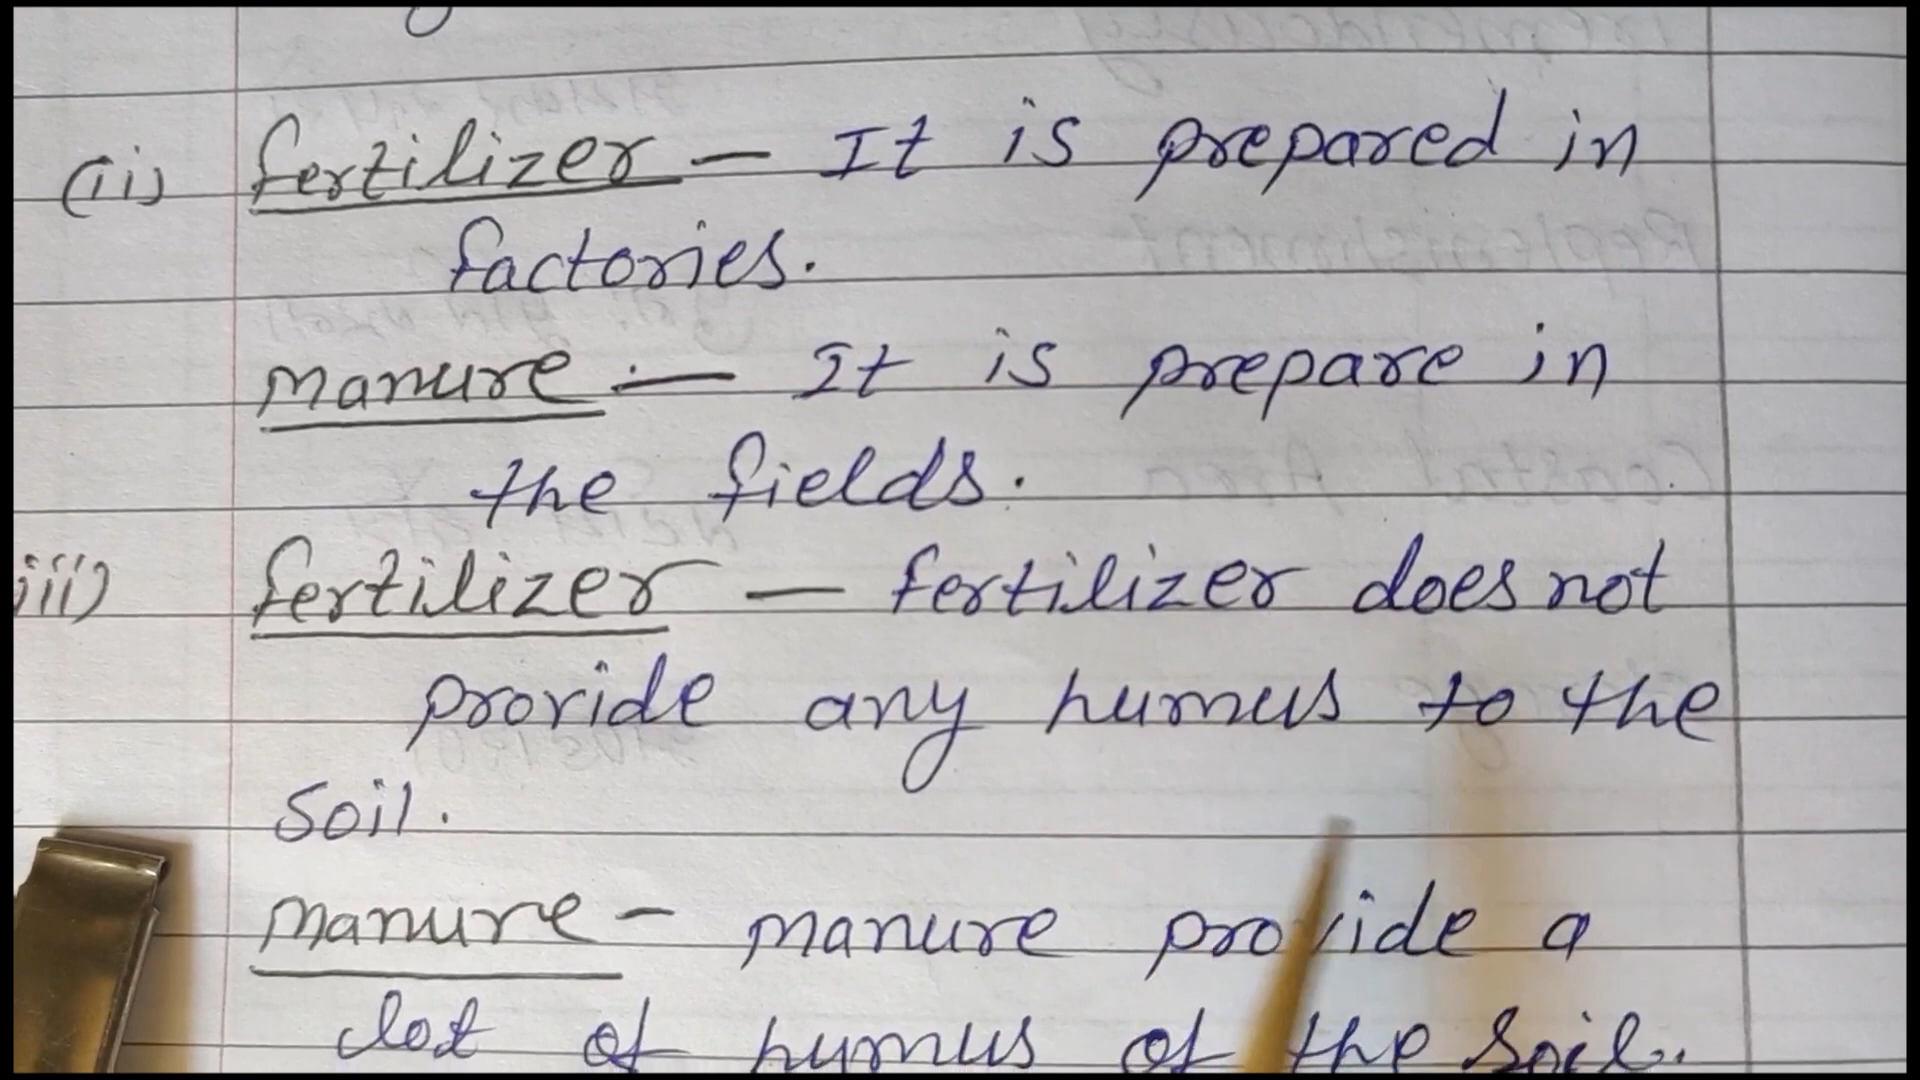 (ii) fertilizer — It is prepared in
factories.
manure :— It is prepare in
the fields.
iii) fertilizer — fertilizer does not
provide any humus to the
soil.
manure - manure provide a
lot of humus of the soil.